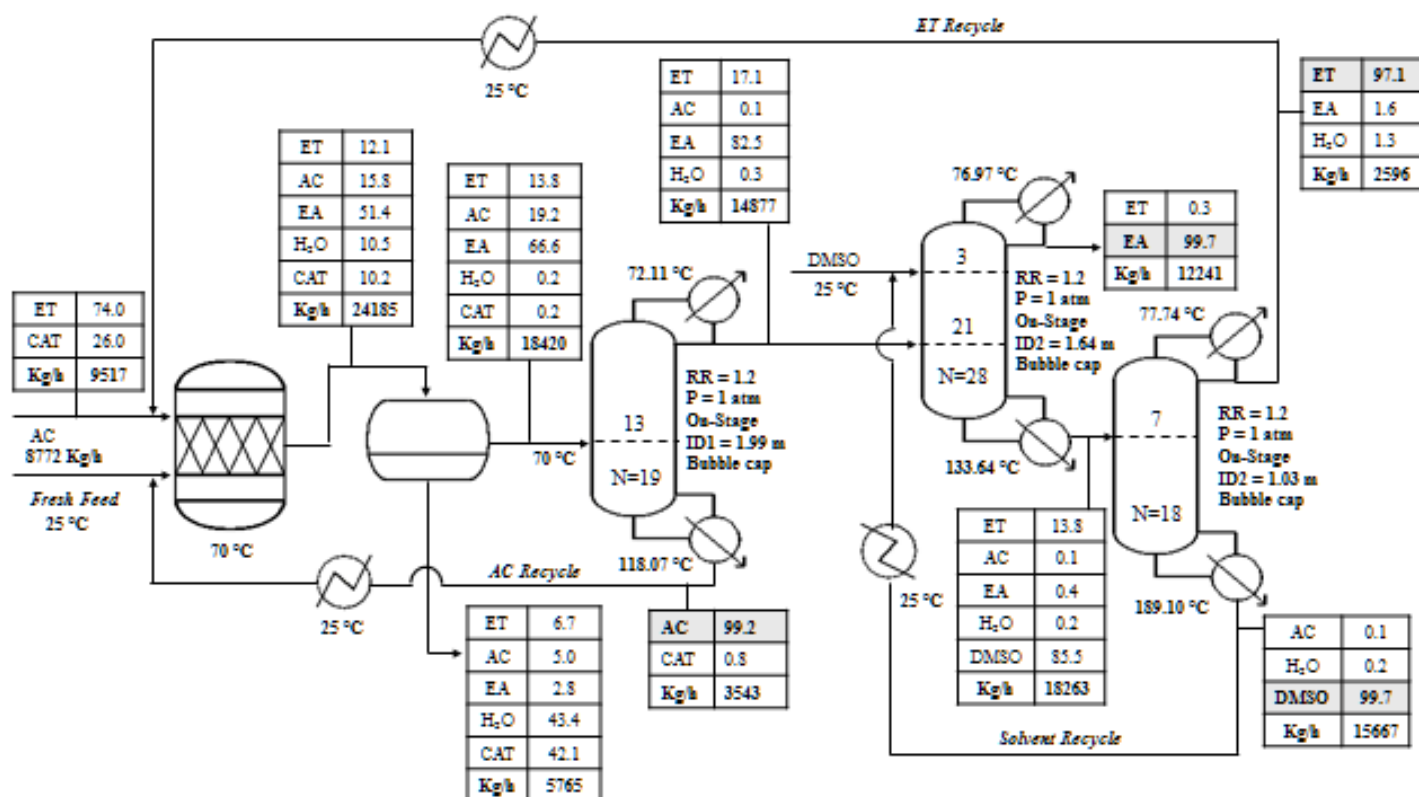 ET Recycle
25 °C
ET 97.1
EA 1.6
H₂O 1.3
Kg/h 2596
ET 17.1
AC 0.1
EA 82.5
H₂O 0.3
Kg/h 14877
ET 12.1
AC 15.8
EA 51.4
H₂O 10.5
CAT 10.2
Kg/h 24185
ET 13.8
AC 19.2
EA 66.6
H₂O 0.2
CAT 0.2
Kg/h 18420
76.97 °C
ET 0.3
EA 99.7
Kg/h 12241
DMSO
25 °C
3
21
N=28
RR = 1.2
P = 1 atm
On-Stage
ID2 = 1.64 m
Bubble cap
72.11 °C
77.74 °C
ET 74.0
CAT 26.0
Kg/h 9517
AC
8772 Kg/h
Fresh Feed
25 °C
70 °C
70 °C
13
N=19
RR = 1.2
P = 1 atm
On-Stage
ID1 = 1.99 m
Bubble cap
133.64 °C
7
N=18
RR = 1.2
P = 1 atm
On-Stage
ID2 = 1.03 m
Bubble cap
118.07 °C
AC Recycle
25 °C
25 °C
189.10 °C
ET 6.7
AC 5.0
EA 2.8
H₂O 43.4
CAT 42.1
Kg/h 5765
AC 99.2
CAT 0.8
Kg/h 3543
ET 13.8
AC 0.1
EA 0.4
H₂O 0.2
DMSO 85.5
Kg/h 18263
AC 0.1
H₂O 0.2
DMSO 99.7
Kg/h 15667
Solvent Recycle